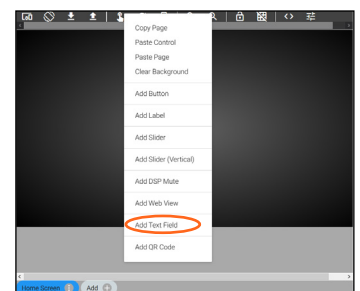 Copy Page
Paste Control
Paste Page
Clear Background
Add Button
Add Label
Add Slider
Add Slider (Vertical)
Add DSP Mute
Add Web View
Add Text Field
Add QR Code
Home Screen
Add